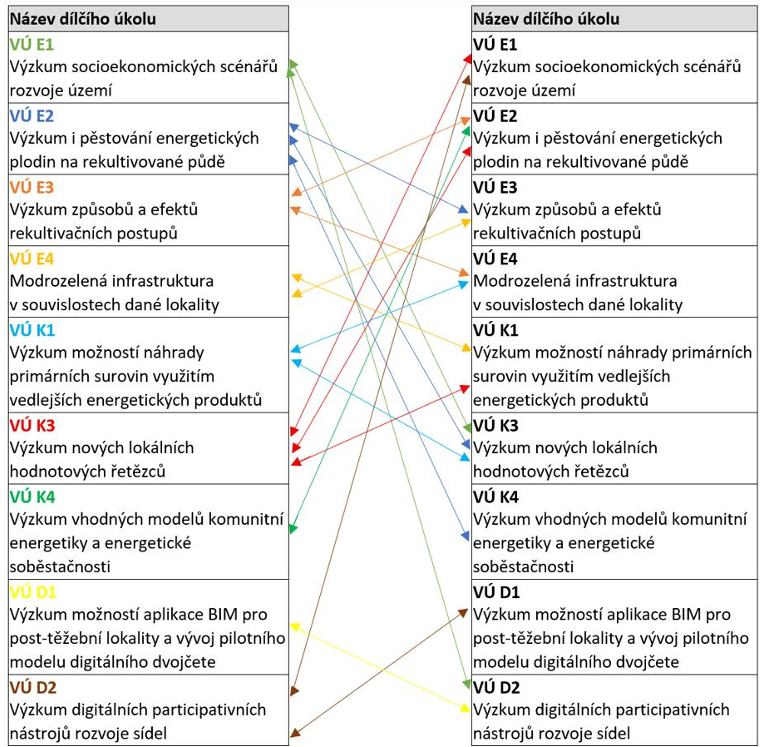 Název dílčího úkolu
VÚ E1
Výzkum socioekonomických scénářů
rozvoje území
VÚ E2
Výzkum i pěstování energetických
plodin na rekultivované půdě
VÚ E3
Výzkum způsobů a efektů
rekultivačních postupů
VÚ E4
Modrozelená infrastruktura
v souvislostech dané lokality
VÚ K1
Výzkum možností náhrady
primárních surovin využitím
vedlejších energetických produktů
VÚ K3
Výzkum nových lokálních
hodnotových řetězců
VÚ K4
Výzkum vhodných modelů komunitní
energetiky a energetické
soběstačnosti
VÚ D1
Výzkum možností aplikace BIM pro
post-těžební lokality a vývoj pilotního
modelu digitálního dvojčete
VÚ D2
Výzkum digitálních participativních
nástrojů rozvoje sídel
Název dílčího úkolu
VÚ E1
Výzkum socioekonomických scénářů
rozvoje území
VÚ E2
Výzkum i pěstování energetických
plodin na rekultivované půdě
VÚ E3
Výzkum způsobů a efektů
rekultivačních postupů
VÚ E4
Modrozelená infrastruktura
v souvislostech dané lokality
VÚ K1
Výzkum možností náhrady primárních
surovin využitím vedlejších
energetických produktů
VÚ K3
Výzkum nových lokálních
hodnotových řetězců
VÚ K4
Výzkum vhodných modelů komunitní
energetiky a energetické
soběstačnosti
VÚ D1
Výzkum možností aplikace BIM pro
post-těžební lokality a vývoj pilotního
modelu digitálního dvojčete
VÚ D2
Výzkum digitálních participativních
nástrojů rozvoje sídel